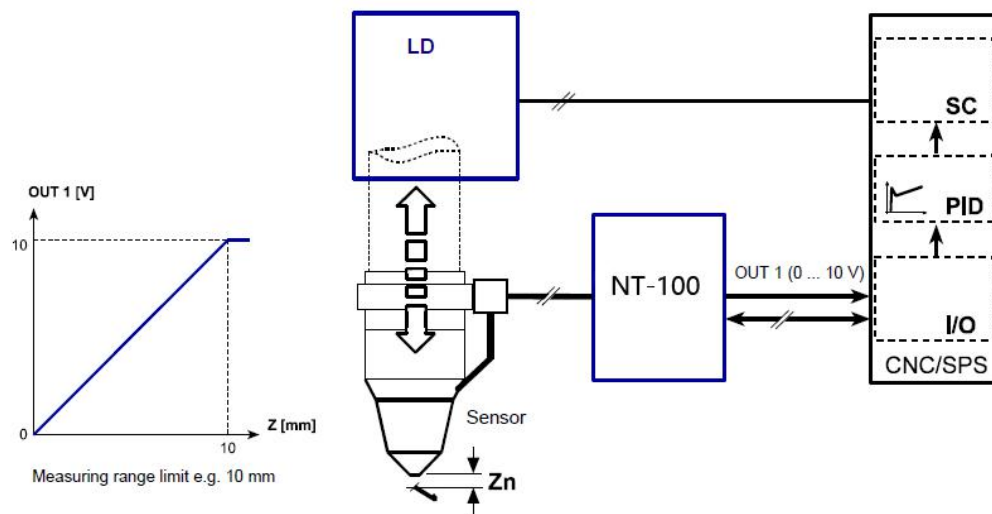 LD
SC
OUT 1 [V]
10
PID
NT-100
OUT 1 (0 ... 10 V)
I/O
CNC/SPS
0
Z [mm]
10
Sensor
Measuring range limit e.g. 10 mm
Zn